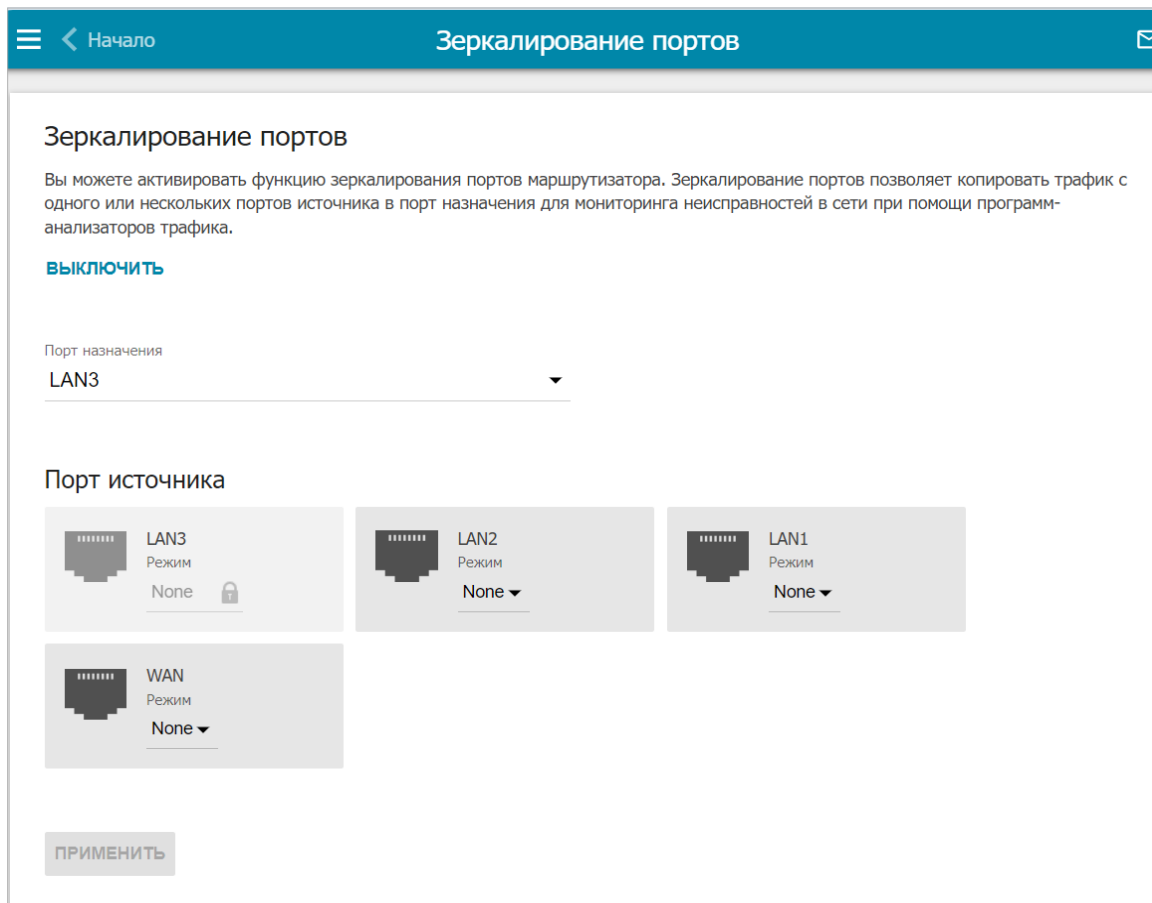 Начало
Зеркалирование портов
Зеркалирование портов
Вы можете активировать функцию зеркалирования портов маршрутизатора. Зеркалирование портов позволяет копировать трафик с
одного или нескольких портов источника в порт назначения для мониторинга неисправностей в сети при помощи программ-
анализаторов трафика.
ВЫКЛЮЧИТЬ
Порт назначения
LAN3
Порт источника
LAN3
Режим
None
LAN2
Режим
None
LAN1
Режим
None
WAN
Режим
None
ПРИМЕНИТЬ